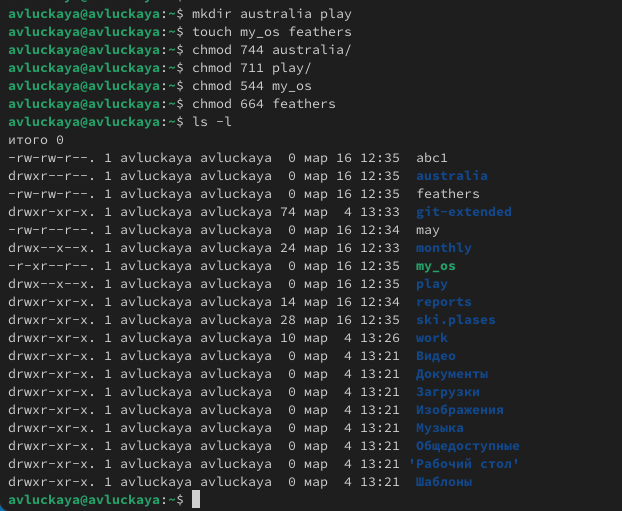 avluckaya@avluckaya:~$ mkdir australia play
avluckaya@avluckaya:~$ touch my_os feathers
avluckaya@avluckaya:~$ chmod 744 australia/
avluckaya@avluckaya:~$ chmod 711 play/
avluckaya@avluckaya:~$ chmod 544 my_os
avluckaya@avluckaya:~$ chmod 664 feathers
avluckaya@avluckaya:~$ ls -l
итого 0
-rw-rw-r--. 1 avluckaya avluckaya  0 мар 16 12:35  abc1
drwxr--r--. 1 avluckaya avluckaya  0 мар 16 12:35  australia
-rw-rw-r--. 1 avluckaya avluckaya  0 мар 16 12:35  feathers
drwxr-xr-x. 1 avluckaya avluckaya 74 мар  4 13:33  git-extended
-rw-r--r--. 1 avluckaya avluckaya  0 мар 16 12:34  may
drwx--x--x. 1 avluckaya avluckaya 24 мар 16 12:33  monthly
-r-xr--r--. 1 avluckaya avluckaya  0 мар 16 12:35  my_os
drwx--x--x. 1 avluckaya avluckaya  0 мар 16 12:35  play
drwxr-xr-x. 1 avluckaya avluckaya 14 мар 16 12:34  reports
drwxr-xr-x. 1 avluckaya avluckaya 28 мар 16 12:35  ski.plases
drwxr-xr-x. 1 avluckaya avluckaya 10 мар  4 13:26  work
drwxr-xr-x. 1 avluckaya avluckaya  0 мар  4 13:21  Видео
drwxr-xr-x. 1 avluckaya avluckaya  0 мар  4 13:21  Документы
drwxr-xr-x. 1 avluckaya avluckaya  0 мар  4 13:21  Загрузки
drwxr-xr-x. 1 avluckaya avluckaya  0 мар  4 13:21  Изображения
drwxr-xr-x. 1 avluckaya avluckaya  0 мар  4 13:21  Музыка
drwxr-xr-x. 1 avluckaya avluckaya  0 мар  4 13:21  Общедоступные
drwxr-xr-x. 1 avluckaya avluckaya  0 мар  4 13:21 'Рабочий стол'
drwxr-xr-x. 1 avluckaya avluckaya  0 мар  4 13:21  Шаблоны
avluckaya@avluckaya:~$